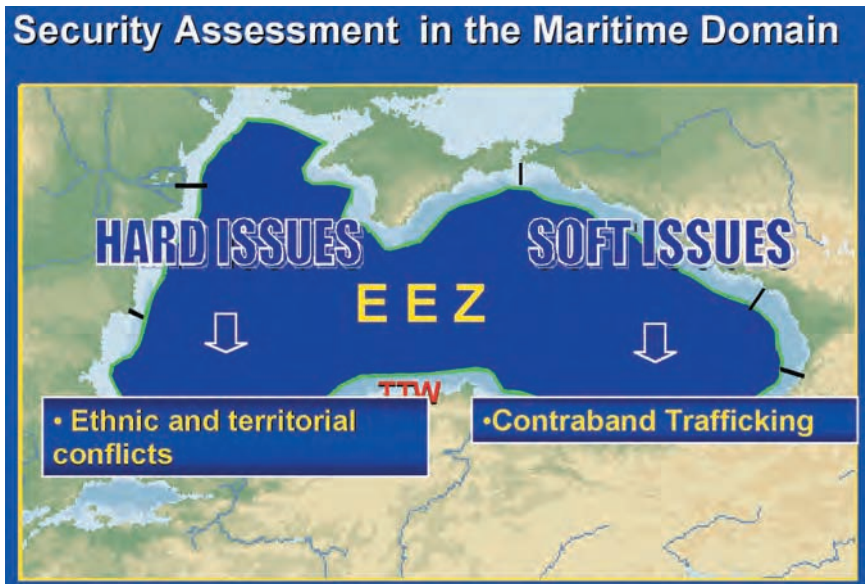 Security Assessment in the Maritime Domain
HARD ISSUES
SOFT ISSUES
E E Z
TTW
• Ethnic and territorial
conflicts
•Contraband Trafficking